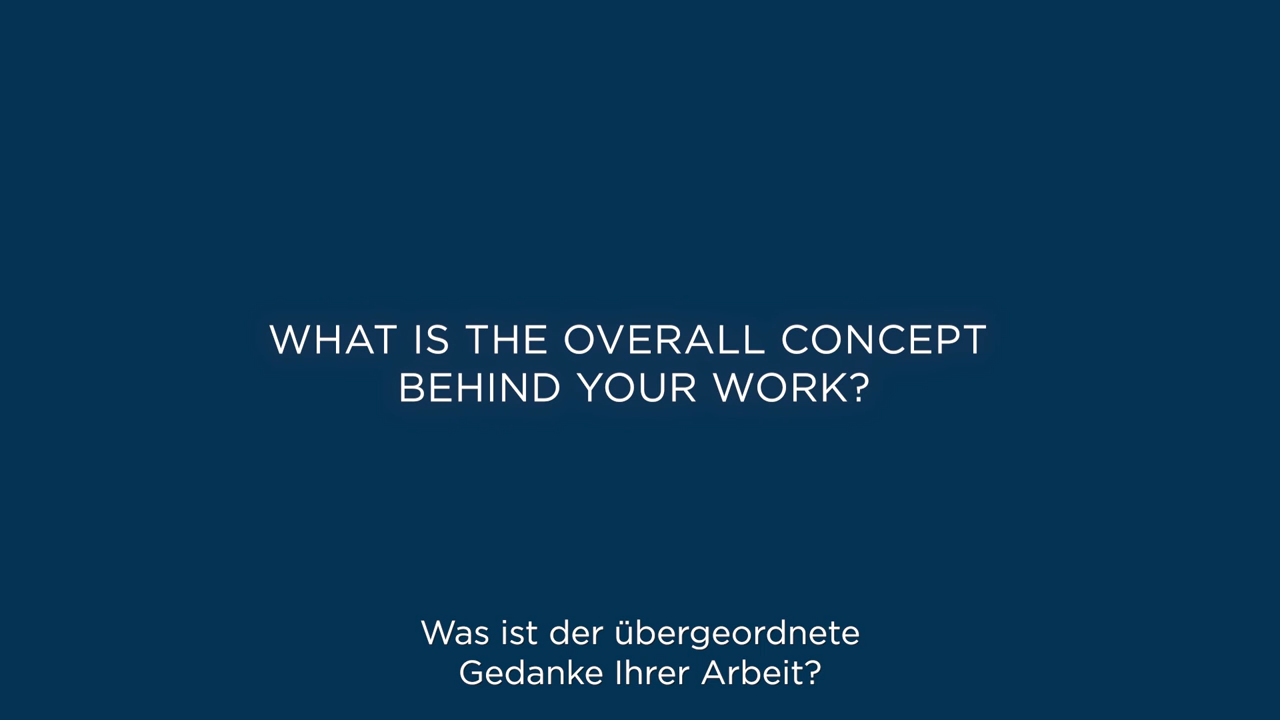 WHAT IS THE OVERALL CONCEPT
BEHIND YOUR WORK?
Was ist der übergeordnete
Gedanke Ihrer Arbeit?